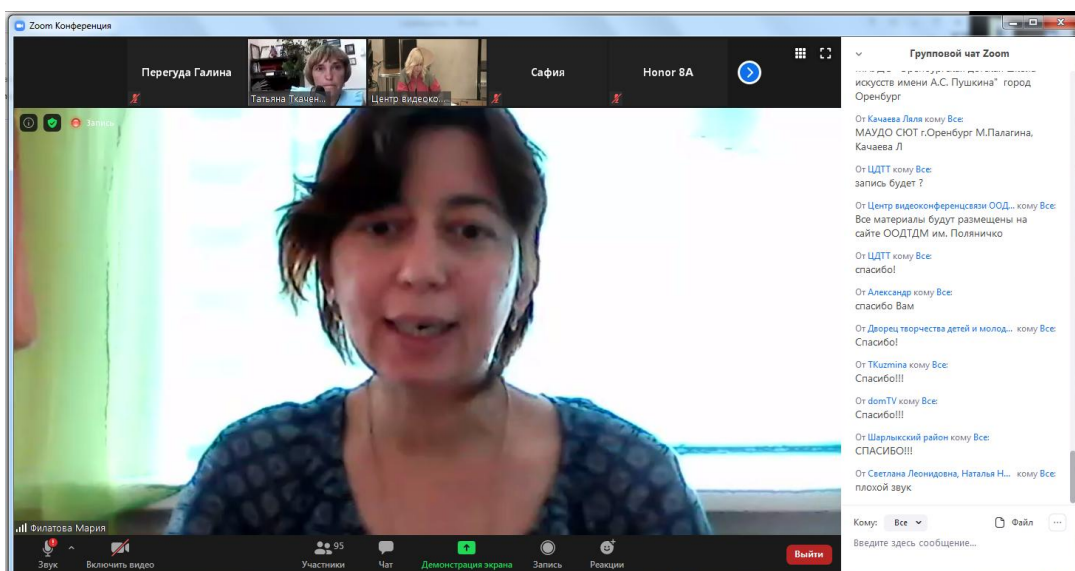 Zoom Конференция
Перегуда Галина
Татьяна Ткачен...
Центр видеоко...
Сафия
Honor 8A
Запись
Филатова Мария
Звук
Включить видео
95
Участники
Чат
Демонстрация экрана
Запись
Реакции
Выйти
Групповой чат Zoom
искусств имени А.С. Пушкина" город
Оренбург
От Качаева Ляля кому Все:
МАУДО СЮТ г.Оренбург М.Палагина,
Качаева Л
От ЦДТТ кому Все:
запись будет ?
От Центр видеоконференцсвязи ООД... кому Все:
Все материалы будут размещены на
сайте ООДТДМ им. Поляничко
От ЦДТТ кому Все:
спасибо!
От Александр кому Все:
спасибо Вам
От Дворец творчества детей и молод... кому Все:
Спасибо!
От TKuzmina кому Все:
Спасибо!!!
От domTV кому Все:
Спасибо!!!
От Шарлыкский район кому Все:
СПАСИБО!!!
От Светлана Леонидовна, Наталья Н... кому Все:
плохой звук
Кому: Все
Файл
Введите здесь сообщение...